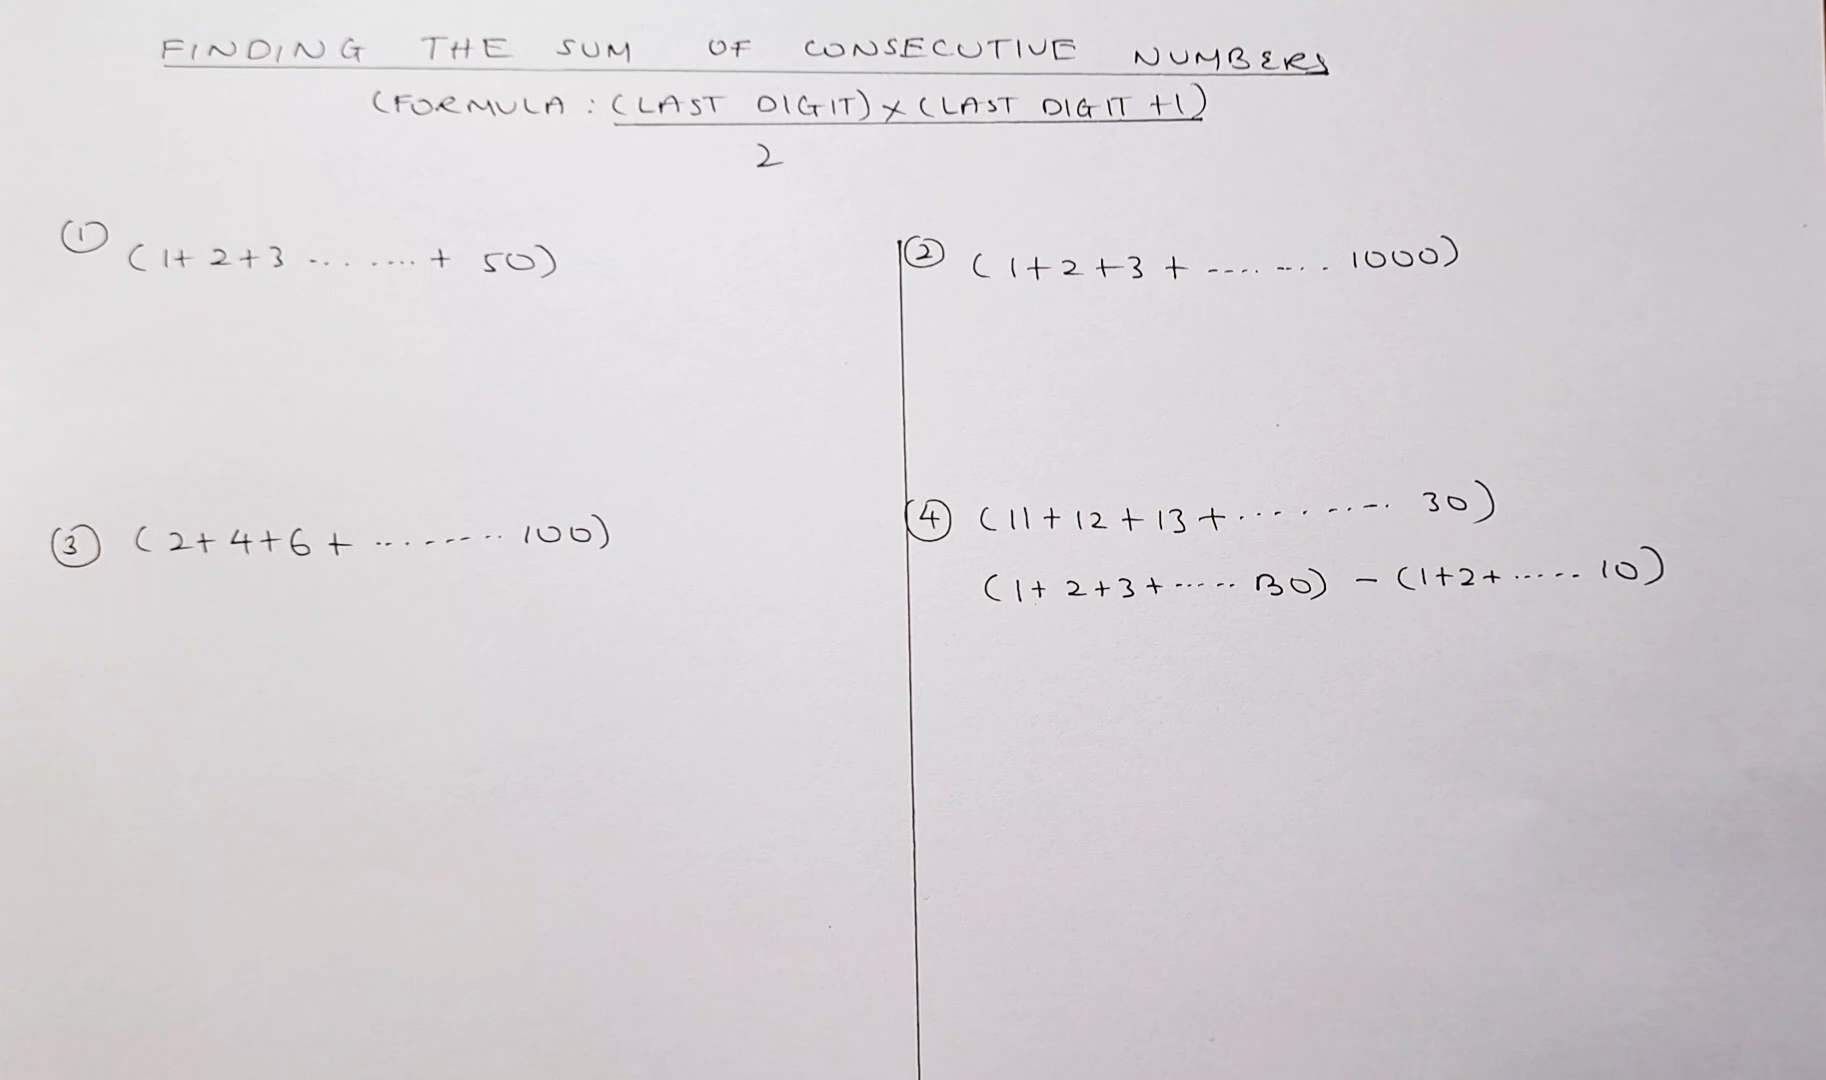 FINDING THE SUM OF CONSECUTIVE NUMBERS
(FORMULA : (LAST DIGIT) × (LAST DIGIT +1)
2
① (1+ 2+3 ........ + 50)
② (1+2+3 + ........ 1000)
③ (2+4+6+ ......... 100)
④ (11+12+13+......... 30)
(1+ 2+3+...... 30) - (1+2+...... 10)